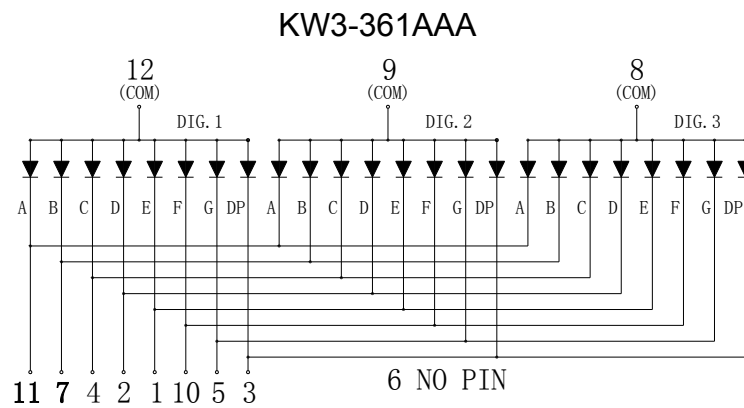 KW3-361AAA
12 9 8
(COM) (COM) (COM)
DIG.1 DIG.2 DIG.3
A B C D E F G DP A B C D E F G DP A B C D E F G DP
6 NO PIN
11 7 4 2 1 10 5 3